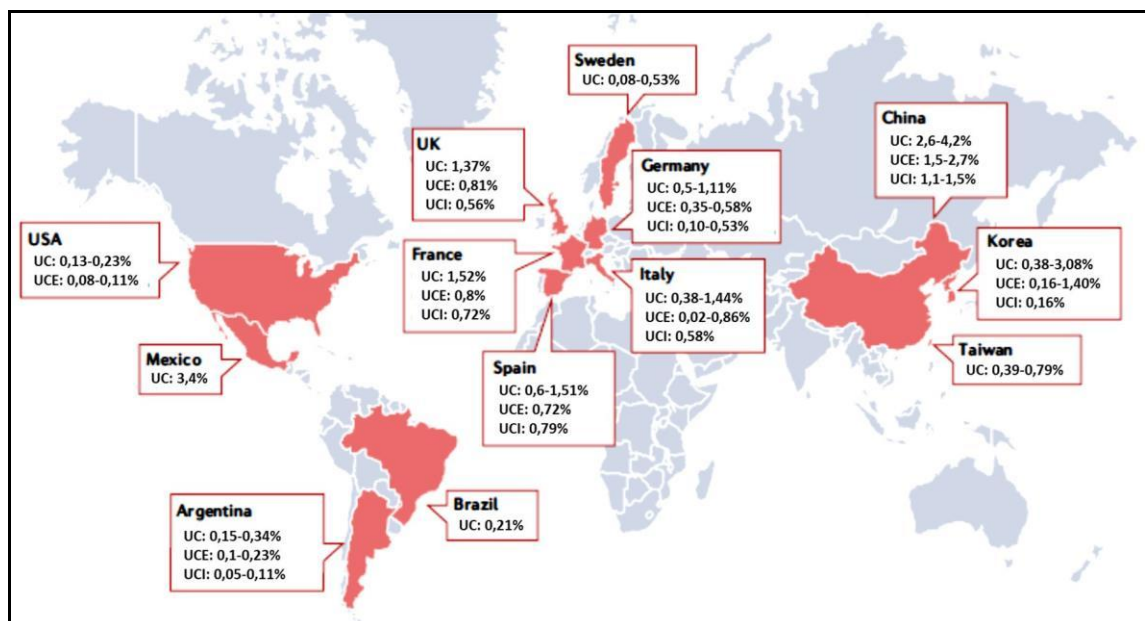 Sweden
UC: 0,08-0,53%
UK
UC: 1,37%
UCE: 0,81%
UCI: 0,56%
Germany
UC: 0,5-1,11%
UCE: 0,35-0,58%
UCI: 0,10-0,53%
China
UC: 2,6-4,2%
UCE: 1,5-2,7%
UCI: 1,1-1,5%
USA
UC: 0,13-0,23%
UCE: 0,08-0,11%
France
UC: 1,52%
UCE: 0,8%
UCI: 0,72%
Italy
UC: 0,38-1,44%
UCE: 0,02-0,86%
UCI: 0,58%
Korea
UC: 0,38-3,08%
UCE: 0,16-1,40%
UCI: 0,16%
Mexico
UC: 3,4%
Spain
UC: 0,6-1,51%
UCE: 0,72%
UCI: 0,79%
Taiwan
UC: 0,39-0,79%
Argentina
UC: 0,15-0,34%
UCE: 0,1-0,23%
UCI: 0,05-0,11%
Brazil
UC: 0,21%